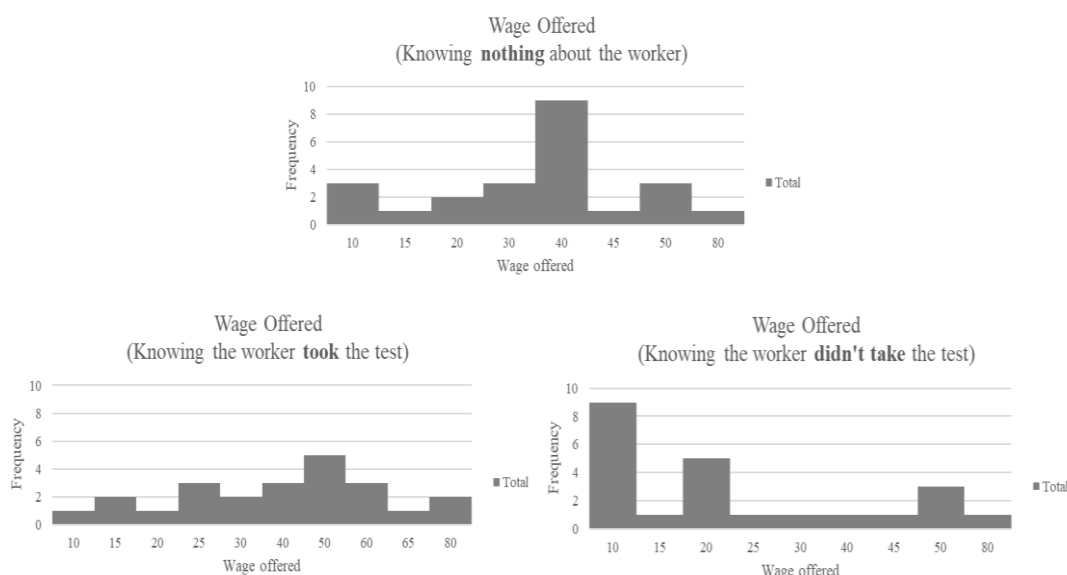 Wage Offered
(Knowing nothing about the worker)
10
8
6
4
2
0
Frequency
10 15 20 30 40 45 50 80
Wage offered
Total
Wage Offered
(Knowing the worker took the test)
10
8
6
4
2
0
Frequency
10 15 20 25 30 40 50 60 65 80
Wage offered
Total
Wage Offered
(Knowing the worker didn't take the test)
10
8
6
4
2
0
Frequency
10 15 20 25 30 40 45 50 80
Wage offered
Total